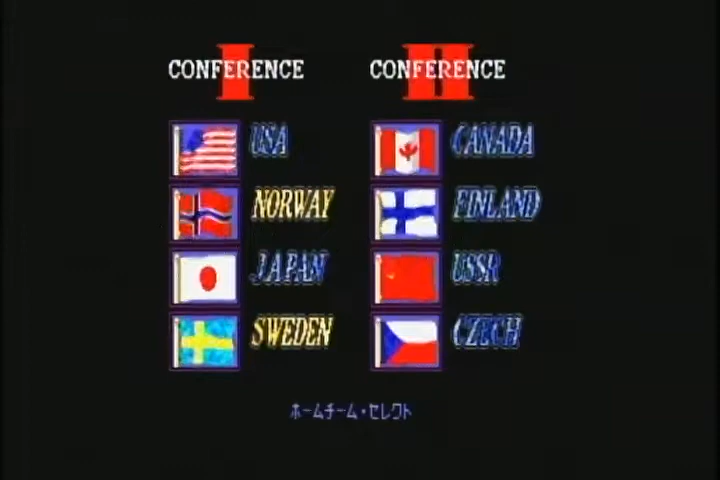 I II
CONFERENCE CONFERENCE
USA CANADA
NORWAY FINLAND
JAPAN USSR
SWEDEN CZECH
ホームチーム・セレクト